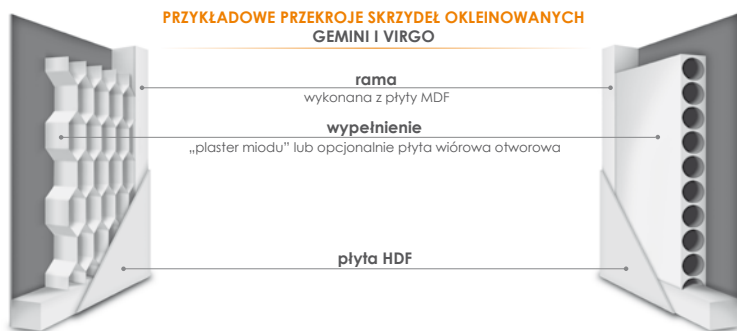 PRZYKŁADOWE PRZEKROJE SKRZYDEŁ OKLEINOWANYCH
GEMINI I VIRGO
rama
wykonana z płyty MDF
wypełnienie
„plaster miodu” lub opcjonalnie płyta wiórowa otworowa
płyta HDF